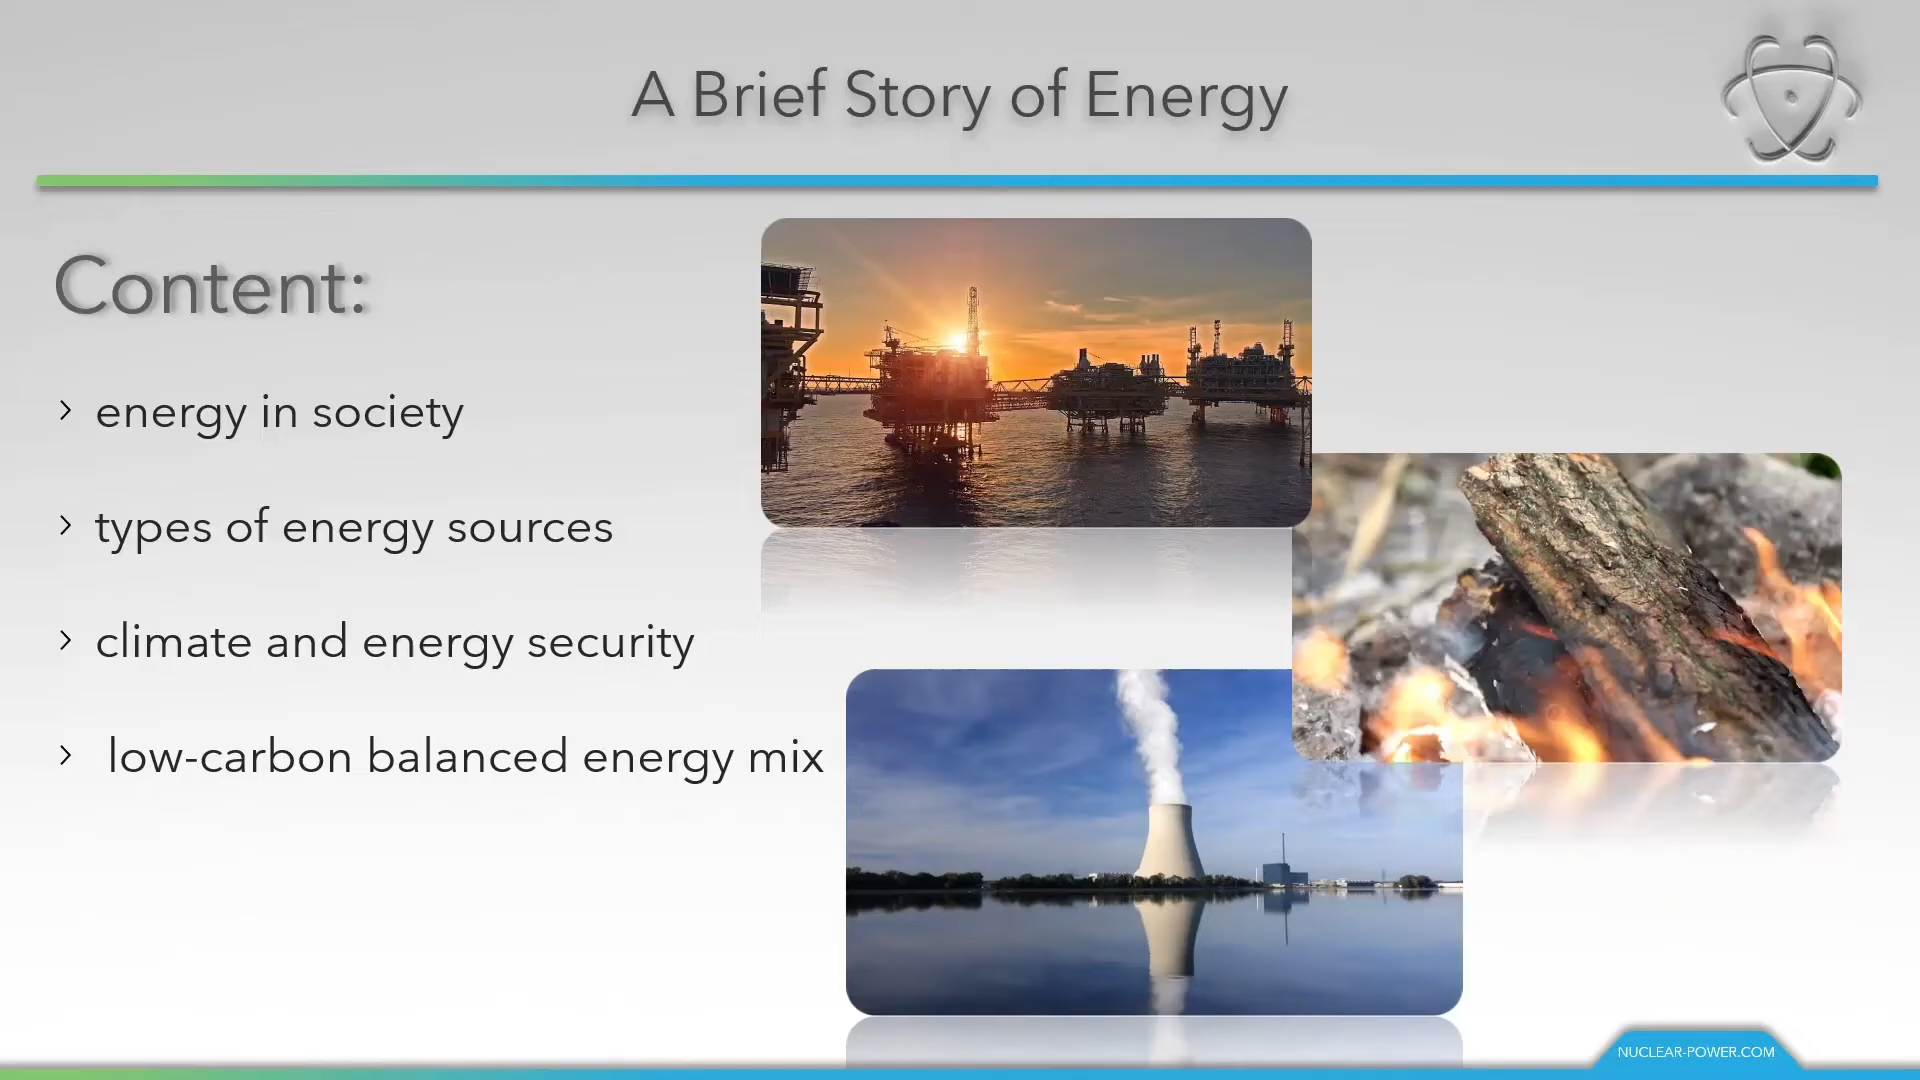 A Brief Story of Energy
Content:
› energy in society
› types of energy sources
› climate and energy security
› low-carbon balanced energy mix
NUCLEAR-POWER.COM